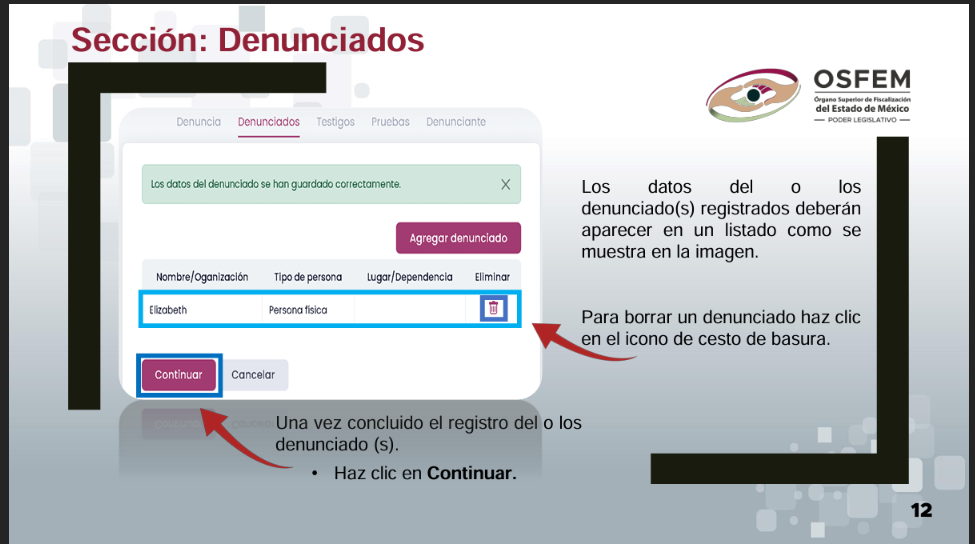 Sección: Denunciados
OSFEM
Órgano Superior de Fiscalización
del Estado de México
PODER LEGISLATIVO
Denuncia Denunciados Testigos Pruebas Denunciante
Los datos del denunciado se han guardado correctamente. X
Agregar denunciado
Nombre/Oganización Tipo de persona Lugar/Dependencia Eliminar
Elizabeth Persona física
Continuar Cancelar
Los datos del o los
denunciado(s) registrados deberán
aparecer en un listado como se
muestra en la imagen.
Para borrar un denunciado haz clic
en el icono de cesto de basura.
Una vez concluido el registro del o los
denunciado (s).
• Haz clic en Continuar.
12